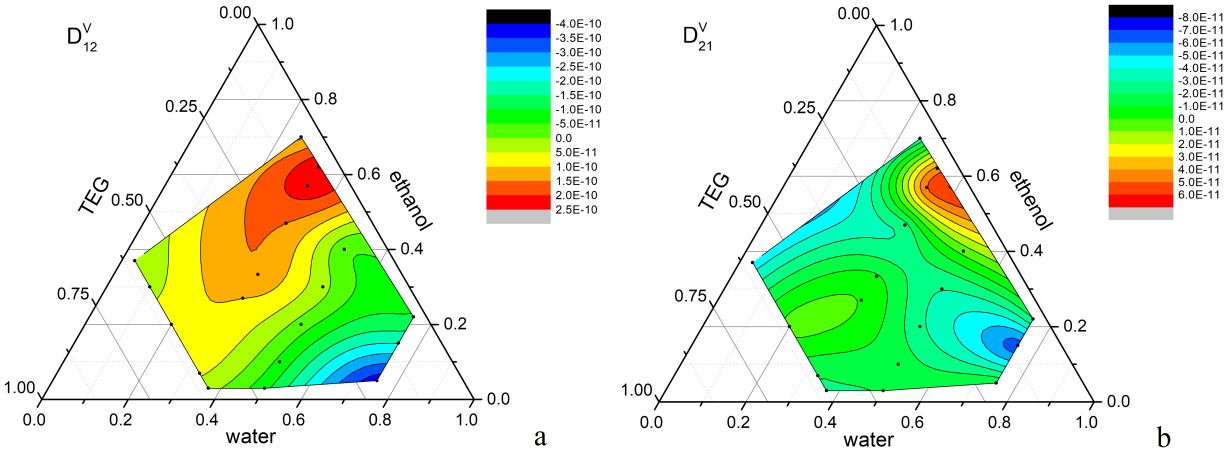 D12^V
0.00
1.0
0.25
0.8
TEG
0.50
0.6
ethanol
0.75
0.4
1.00
0.2
0.0
0.0 0.2 0.4 0.6 0.8 1.0
water
a
-4.0E-10
-3.5E-10
-3.0E-10
-2.5E-10
-2.0E-10
-1.5E-10
-1.0E-10
-5.0E-11
0.0
5.0E-11
1.0E-10
1.5E-10
2.0E-10
2.5E-10
D21^V
0.00
1.0
0.25
0.8
TEG
0.50
0.6
ethenol
0.75
0.4
1.00
0.2
0.0
0.0 0.2 0.4 0.6 0.8 1.0
water
b
-8.0E-11
-7.0E-11
-6.0E-11
-5.0E-11
-4.0E-11
-3.0E-11
-2.0E-11
-1.0E-11
0.0
1.0E-11
2.0E-11
3.0E-11
4.0E-11
5.0E-11
6.0E-11